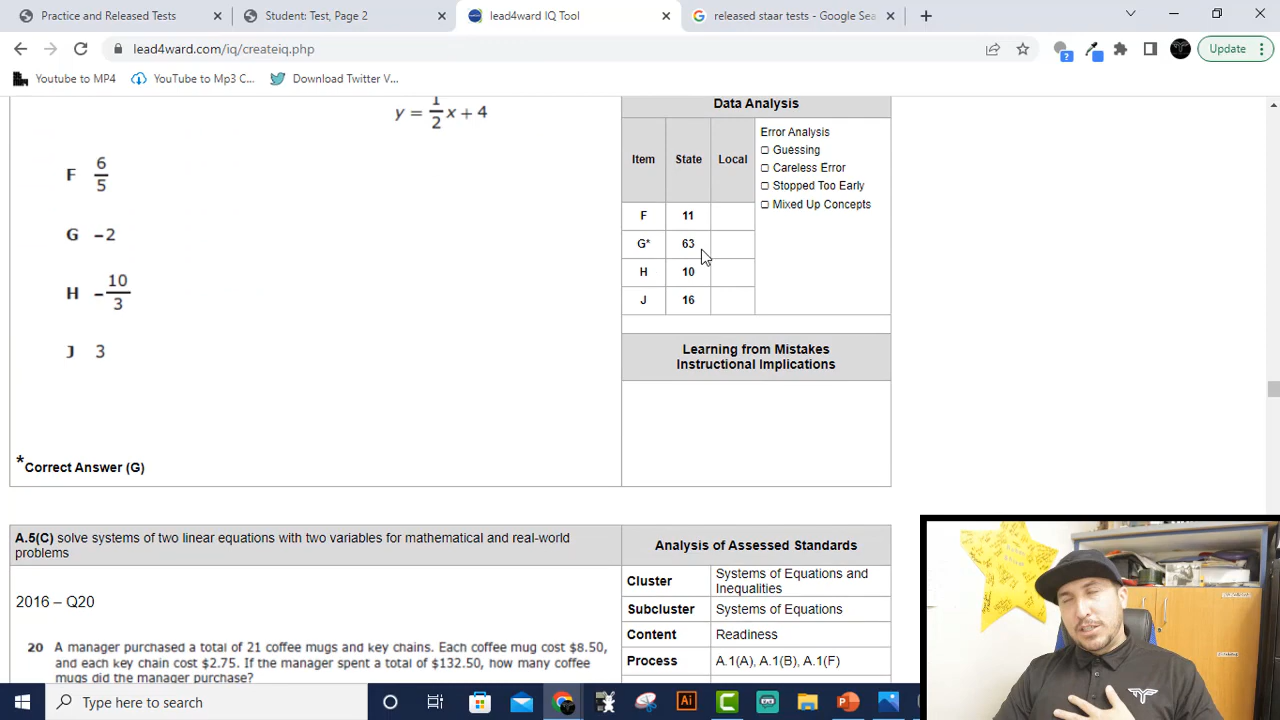 Practice and Released Tests
Student: Test, Page 2
lead4ward IQ Tool
released staar tests - Google Sea
lead4ward.com/iq/createiq.php
Update
Youtube to MP4
YouTube to Mp3 C...
Download Twitter V...
y = 1/2 x + 4
F 6/5
G -2
H -10/3
J 3
*Correct Answer (G)
Data Analysis
Item State Local
Error Analysis
☐ Guessing
☐ Careless Error
☐ Stopped Too Early
☐ Mixed Up Concepts
F 11
G* 63
H 10
J 16
Learning from Mistakes
Instructional Implications
A.5(C) solve systems of two linear equations with two variables for mathematical and real-world
problems
2016 – Q20
20 A manager purchased a total of 21 coffee mugs and key chains. Each coffee mug cost $8.50,
and each key chain cost $2.75. If the manager spent a total of $132.50, how many coffee
mugs did the manager purchase?
Analysis of Assessed Standards
Cluster Systems of Equations and
Inequalities
Subcluster Systems of Equations
Content Readiness
Process A.1(A), A.1(B), A.1(F)
Type here to search